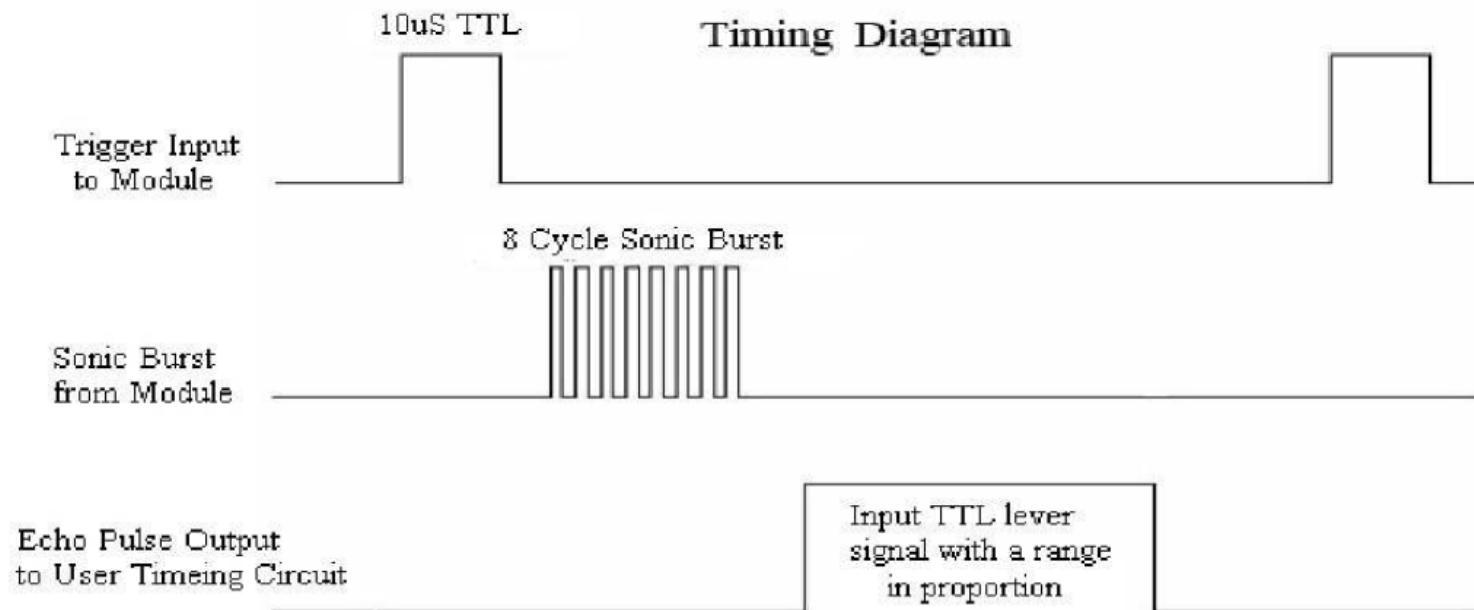 10uS TTL
Timing Diagram
Trigger Input
to Module
8 Cycle Sonic Burst
Sonic Burst
from Module
Input TTL lever
signal with a range
in proportion
Echo Pulse Output
to User Timeing Circuit